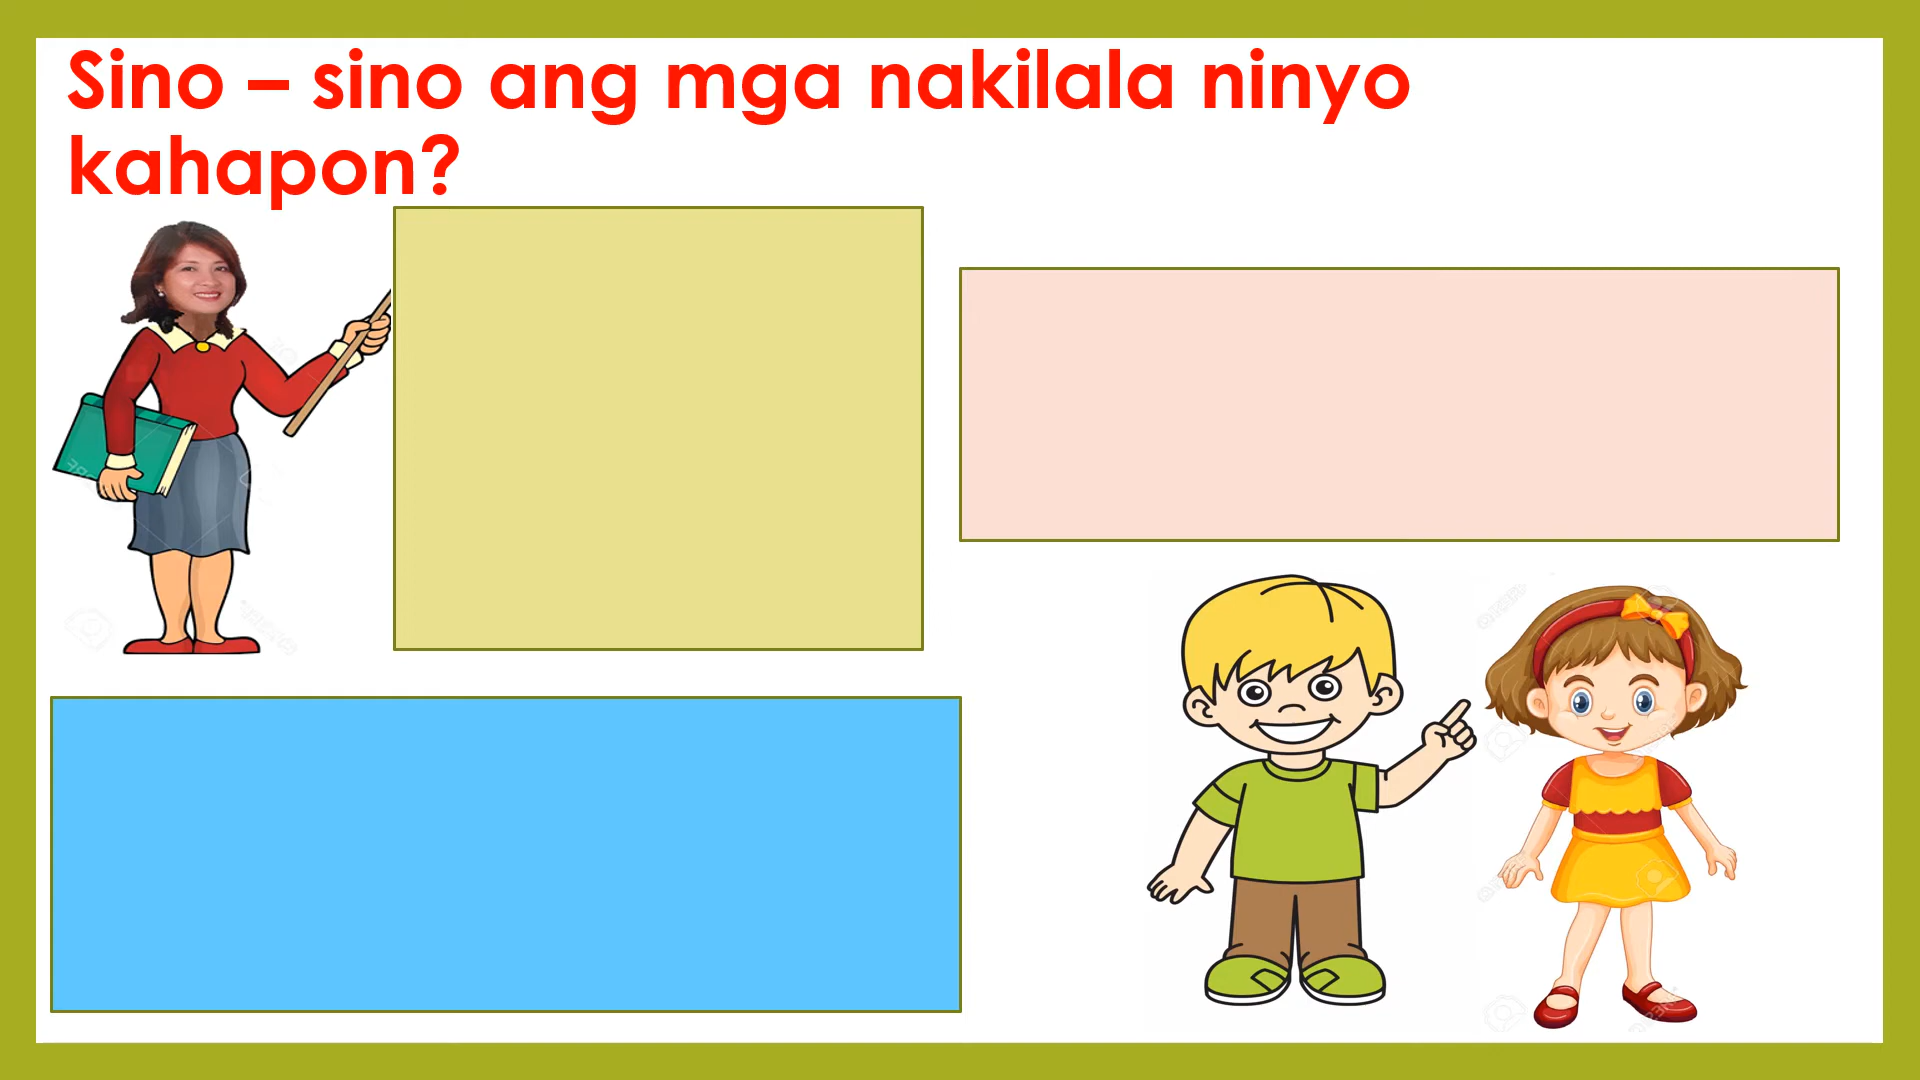 Sino – sino ang mga nakilala ninyo
kahapon?